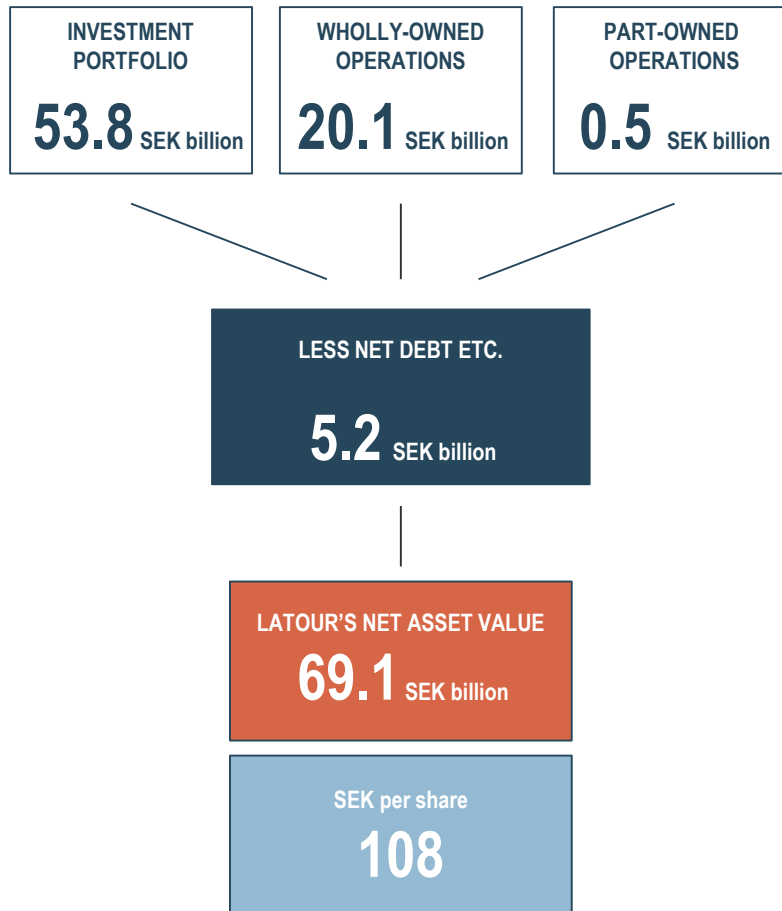 INVESTMENT
PORTFOLIO
53.8 SEK billion
WHOLLY-OWNED
OPERATIONS
20.1 SEK billion
PART-OWNED
OPERATIONS
0.5 SEK billion
LESS NET DEBT ETC.
5.2 SEK billion
LATOUR'S NET ASSET VALUE
69.1 SEK billion
SEK per share
108